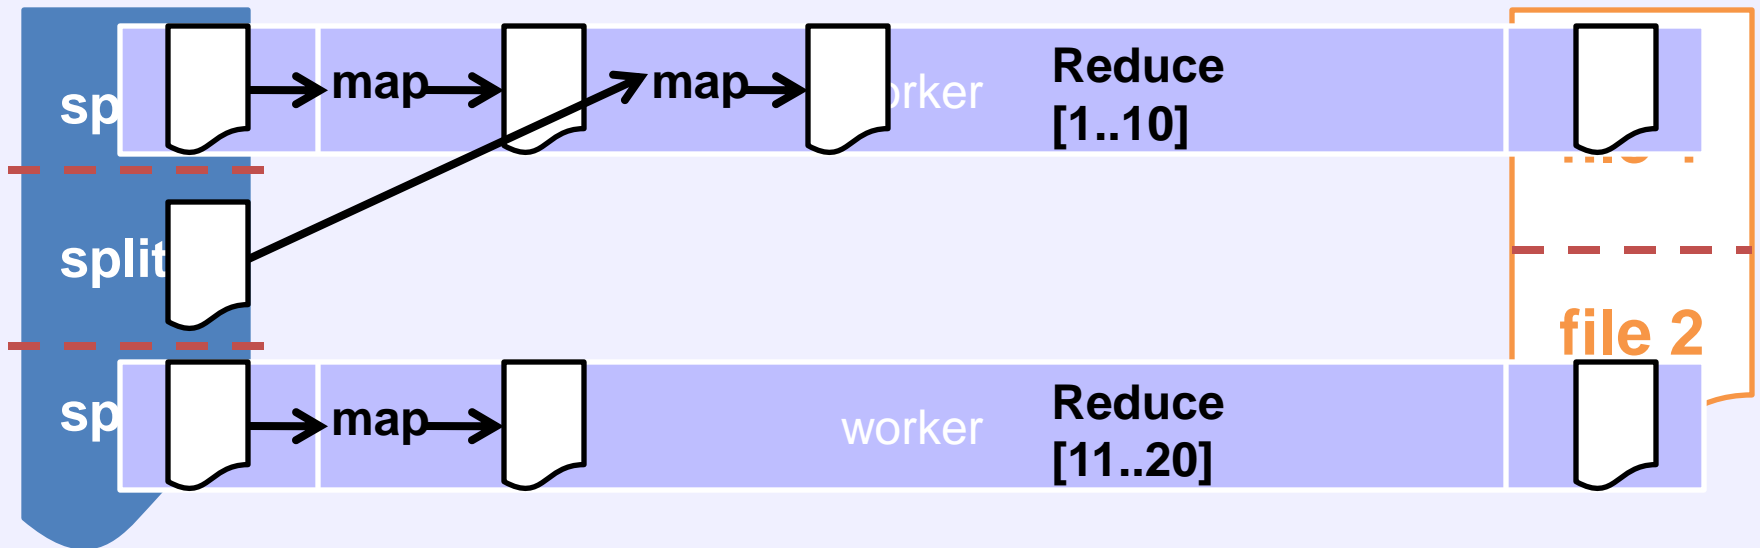 map
map
Reduce
[1..10]
split
file 2
map
worker
Reduce
[11..20]